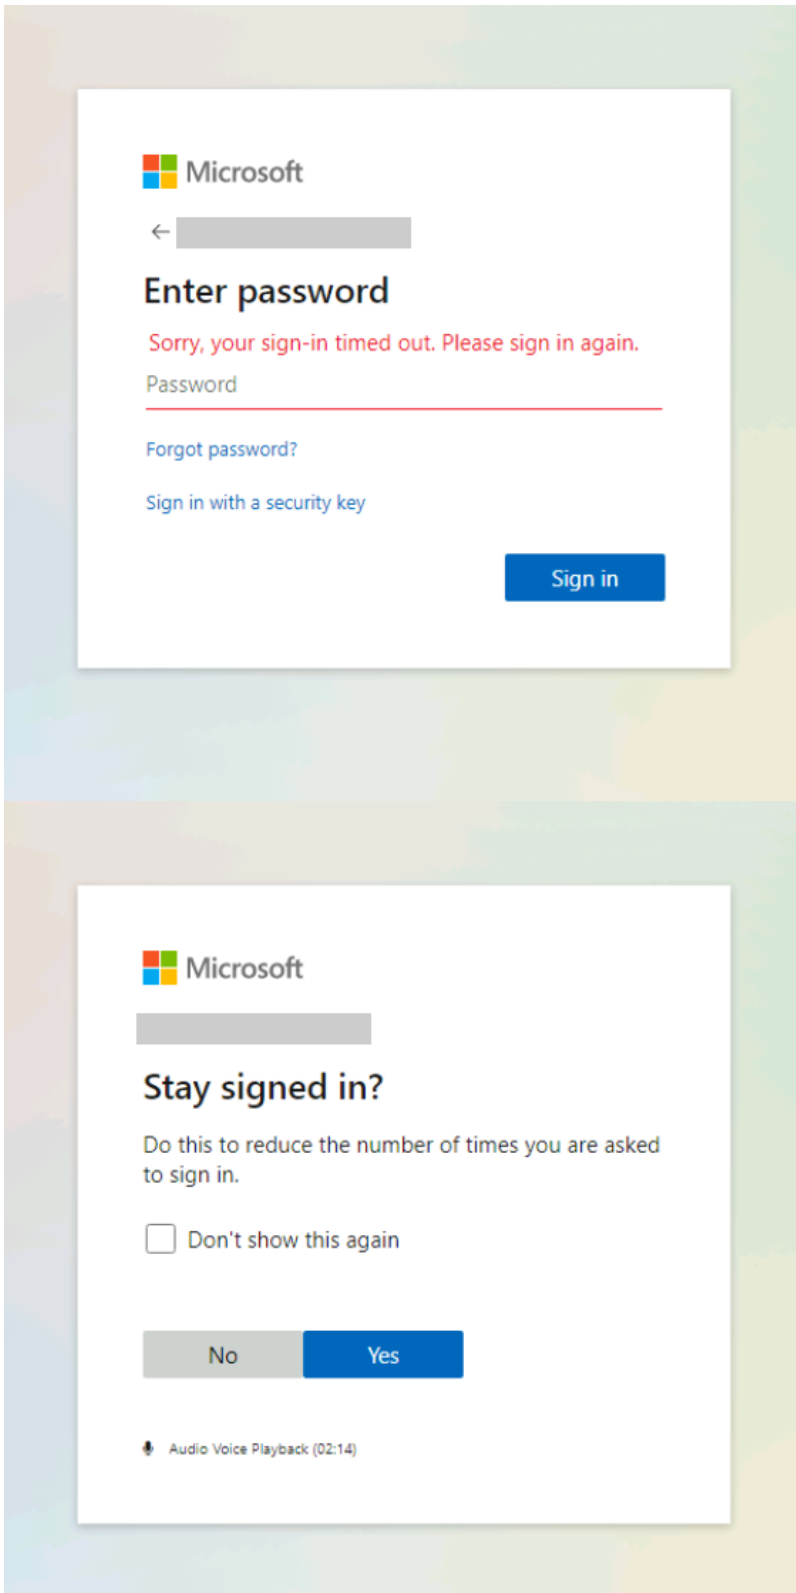 Microsoft
Enter password
Sorry, your sign-in timed out. Please sign in again.
Password
Forgot password?
Sign in with a security key
Sign in
Microsoft
Stay signed in?
Do this to reduce the number of times you are asked
to sign in.
Don't show this again
No
Yes
Audio Voice Playback (02:14)